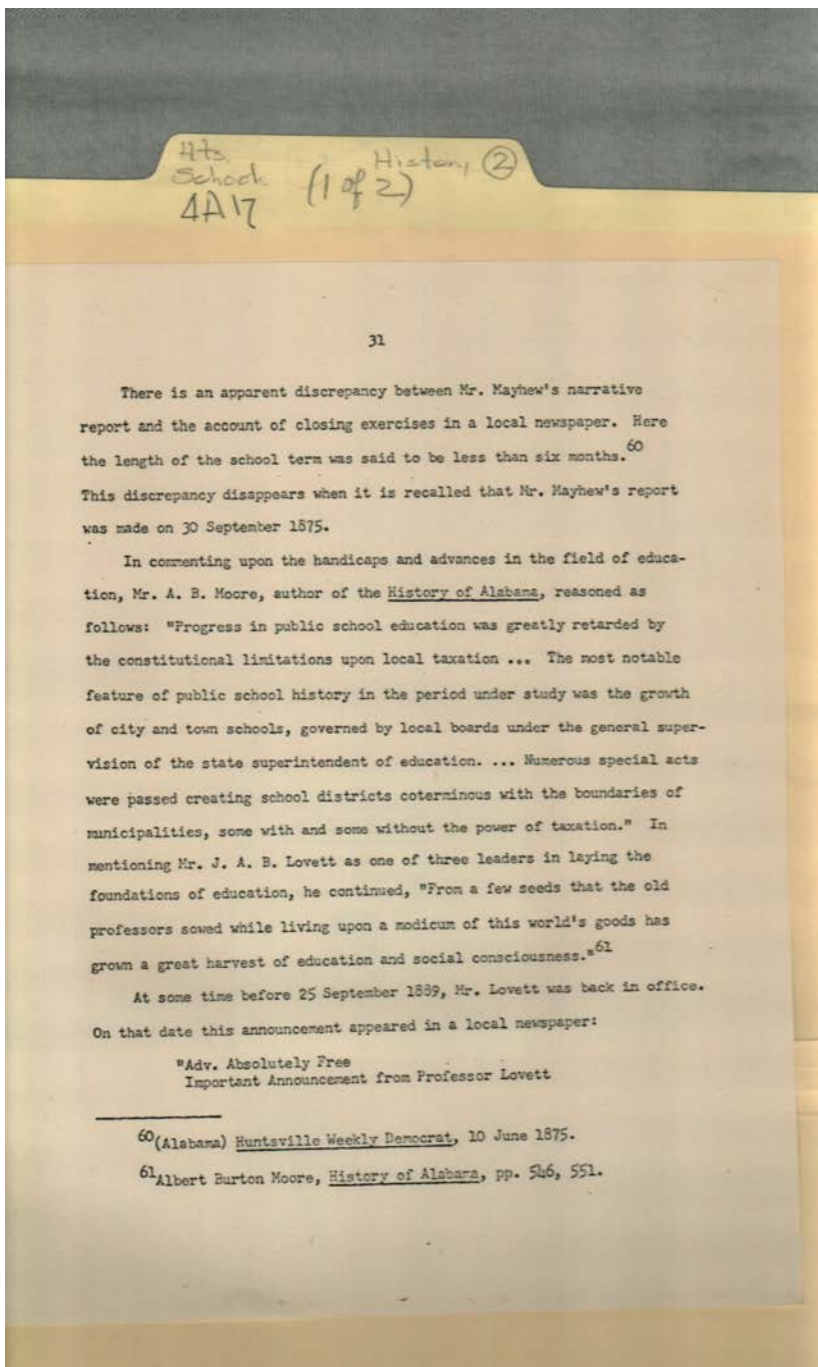 Hts. History ②
School (1 of 2)
4A17
31
There is an apparent discrepancy between Mr. Mayhew's narrative
report and the account of closing exercises in a local newspaper. Here
the length of the school term was said to be less than six months.60
This discrepancy disappears when it is recalled that Mr. Mayhew's report
was made on 30 September 1875.
In commenting upon the handicaps and advances in the field of educa-
tion, Mr. A. B. Moore, author of the History of Alabama, reasoned as
follows: "Progress in public school education was greatly retarded by
the constitutional limitations upon local taxation ... The most notable
feature of public school history in the period under study was the growth
of city and town schools, governed by local boards under the general super-
vision of the state superintendent of education. ... Numerous special acts
were passed creating school districts coterminous with the boundaries of
municipalities, some with and some without the power of taxation." In
mentioning Mr. J. A. B. Lovett as one of three leaders in laying the
foundations of education, he continued, "From a few seeds that the old
professors sowed while living upon a modicum of this world's goods has
grown a great harvest of education and social consciousness."61
At some time before 25 September 1889, Mr. Lovett was back in office.
On that date this announcement appeared in a local newspaper:
"Adv. Absolutely Free
Important Announcement from Professor Lovett
60(Alabama) Huntsville Weekly Democrat, 10 June 1875.
61Albert Burton Moore, History of Alabama, pp. 546, 551.